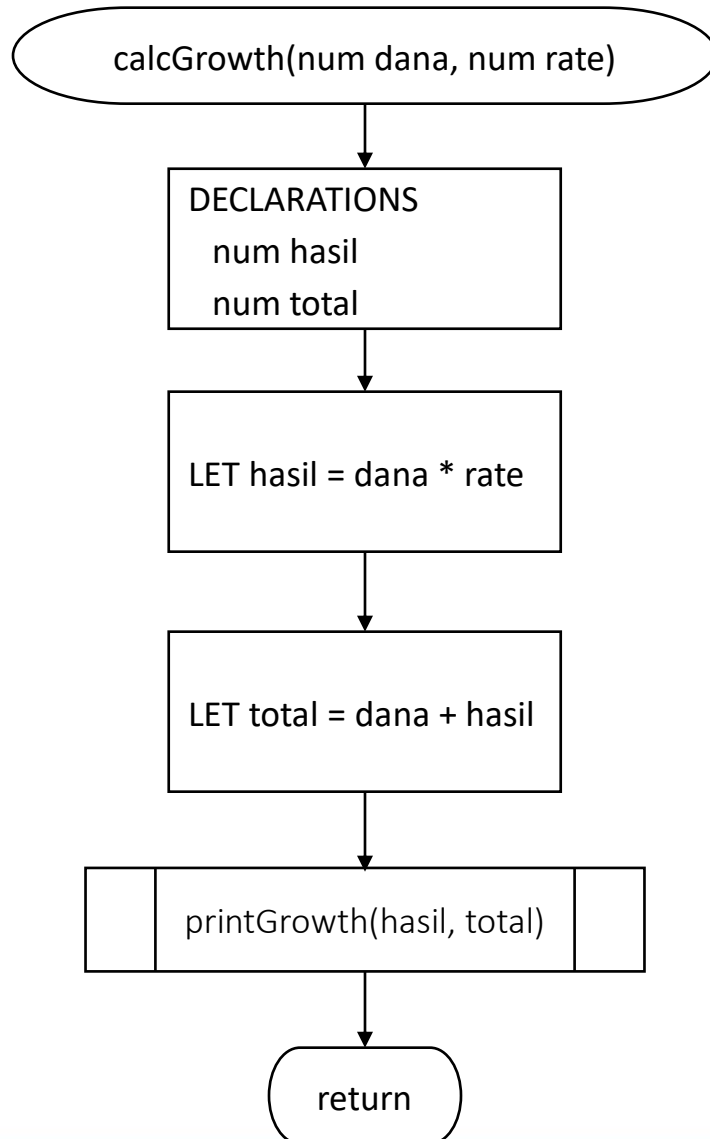 calcGrowth(num dana, num rate)
DECLARATIONS
num hasil
num total
LET hasil = dana * rate
LET total = dana + hasil
printGrowth(hasil, total)
return